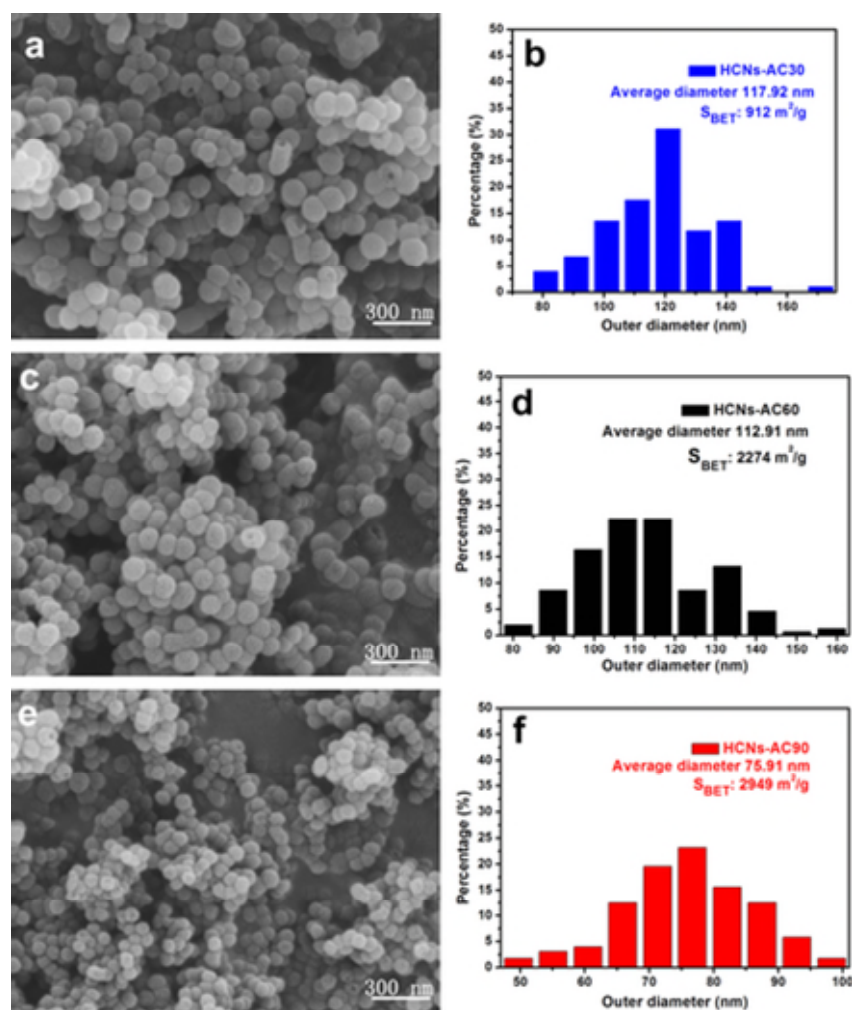 a
300 nm
b
HCNs-AC30
Average diameter 117.92 nm
S_BET: 912 m²/g
Percentage (%)
50
45
40
35
30
25
20
15
10
5
0
80 100 120 140 160
Outer diameter (nm)
c
300 nm
d
HCNs-AC60
Average diameter 112.91 nm
S_BET: 2274 m²/g
Percentage (%)
50
45
40
35
30
25
20
15
10
5
0
80 90 100 110 120 130 140 150 160
Outer diameter (nm)
e
300 nm
f
HCNs-AC90
Average diameter 75.91 nm
S_BET: 2949 m²/g
Percentage (%)
50
45
40
35
30
25
20
15
10
5
0
50 60 70 80 90 100
Outer diameter (nm)